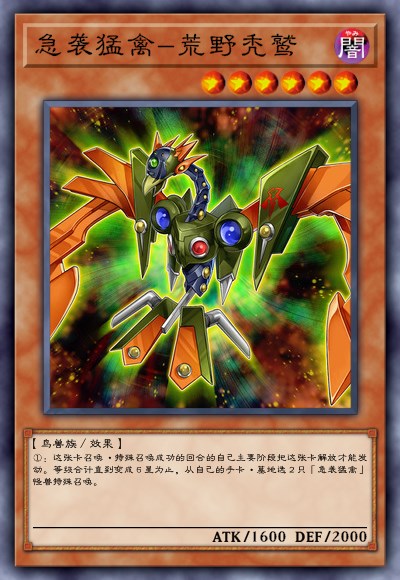 急袭猛禽-荒野秃鹫
やみ
闇
【鸟兽族/效果】
①：这张卡召唤·特殊召唤成功的回合的自己主要阶段把这张卡解放才能发
动。等级合计直到变成6星为止，从自己的手卡·墓地选2只「急袭猛禽」
怪兽特殊召唤。
ATK/1600 DEF/2000